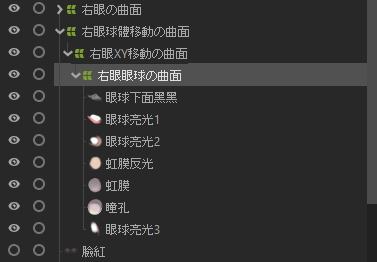 右眼の曲面
右眼球體移動の曲面
右眼XY移動の曲面
右眼眼球の曲面
眼球下面黑黑
眼球亮光1
眼球亮光2
虹膜反光
虹膜
瞳孔
眼球亮光3
臉紅